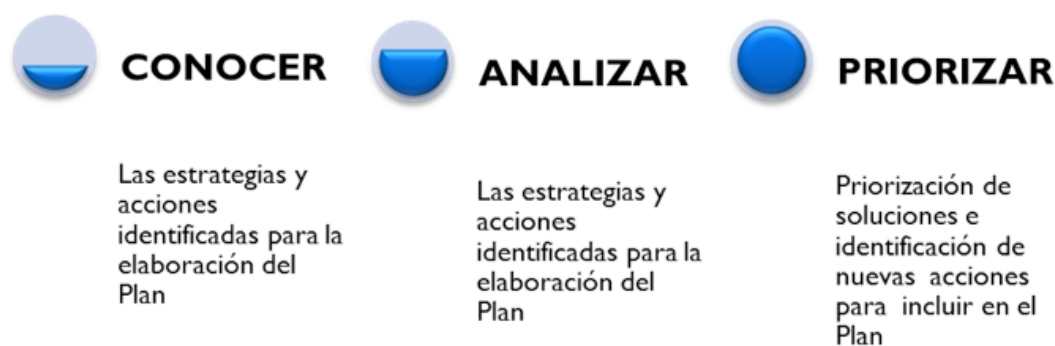 CONOCER
Las estrategias y
acciones
identificadas para la
elaboración del
Plan
ANALIZAR
Las estrategias y
acciones
identificadas para la
elaboración del
Plan
PRIORIZAR
Priorización de
soluciones e
identificación de
nuevas acciones
para incluir en el
Plan